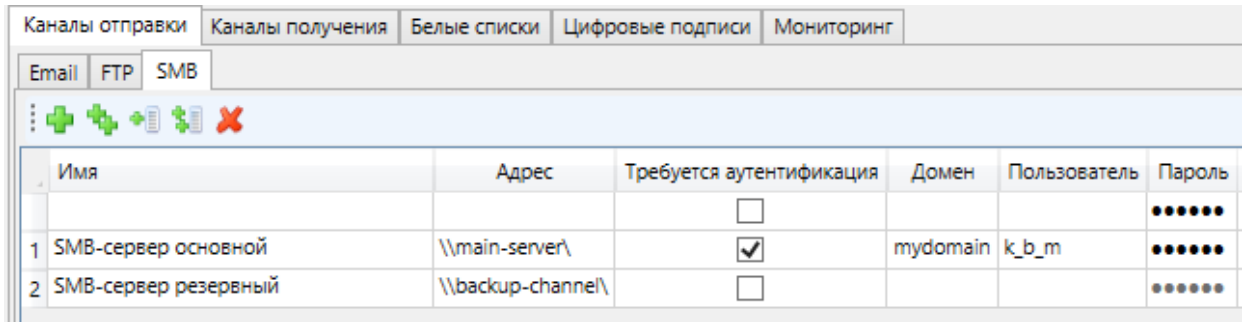 Каналы отправки Каналы получения Белые списки Цифровые подписи Мониторинг
Email FTP SMB
Имя Адрес Требуется аутентификация Домен Пользователь Пароль
••••••
1 SMB-сервер основной \\main-server\ mydomain k_b_m ••••••
2 SMB-сервер резервный \\backup-channel\ ••••••